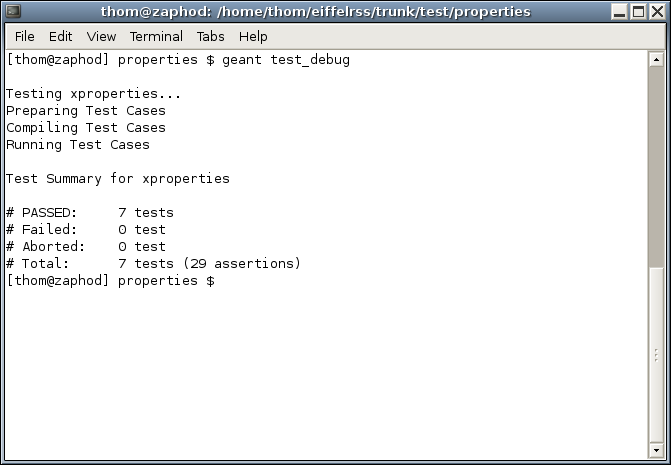 thom@zaphod: /home/thom/eiffelrss/trunk/test/properties
File Edit View Terminal Tabs Help
[thom@zaphod] properties $ geant test_debug
Testing xproperties...
Preparing Test Cases
Compiling Test Cases
Running Test Cases
Test Summary for xproperties
# PASSED:     7 tests
# Failed:     0 test
# Aborted:    0 test
# Total:      7 tests (29 assertions)
[thom@zaphod] properties $